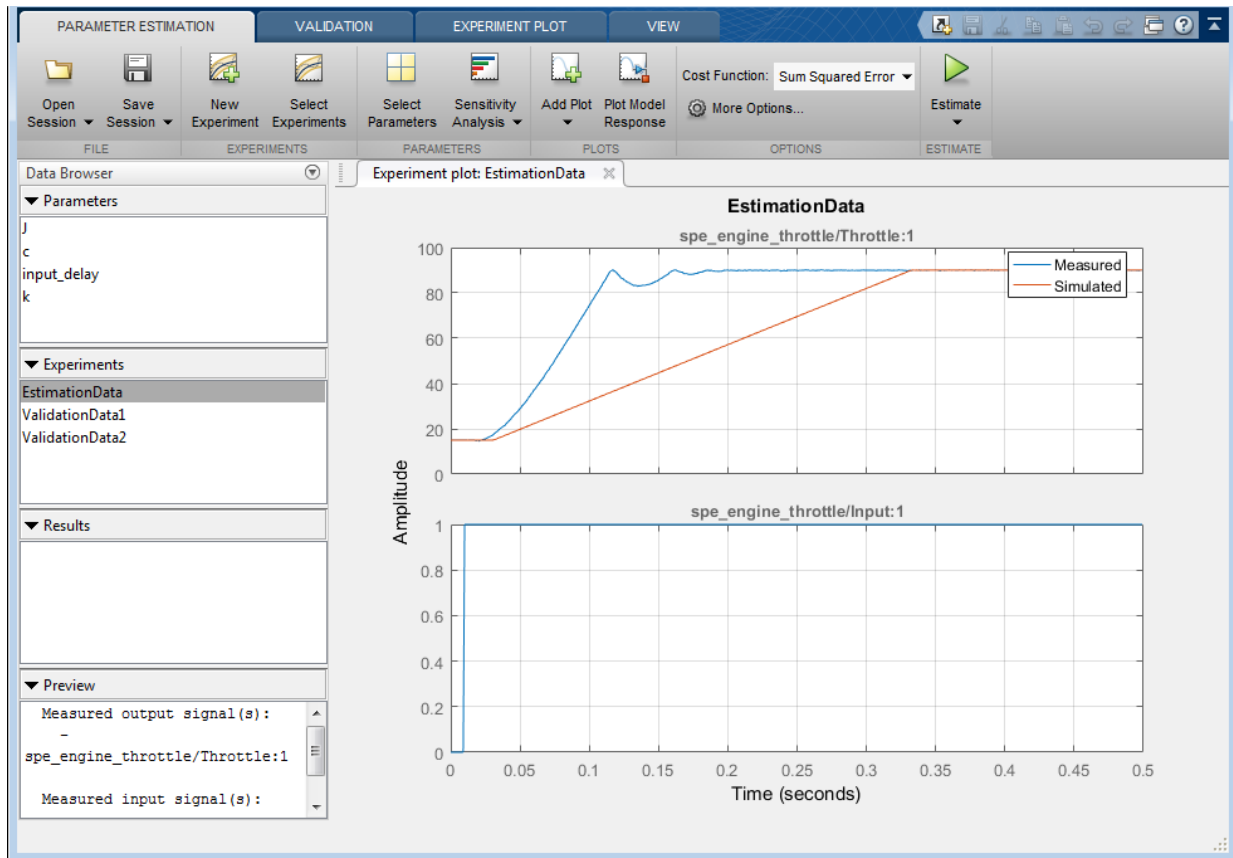 PARAMETER ESTIMATION VALIDATION EXPERIMENT PLOT VIEW
Open Session Save Session New Experiment Select Experiments Select Parameters Sensitivity Analysis Add Plot Plot Model Response Cost Function: Sum Squared Error Estimate
More Options...
FILE EXPERIMENTS PARAMETERS PLOTS OPTIONS ESTIMATE
Data Browser
Parameters
J
c
input_delay
k
Experiments
EstimationData
ValidationData1
ValidationData2
Results
Preview
Measured output signal(s):
-
spe_engine_throttle/Throttle:1
Measured input signal(s):
Experiment plot: EstimationData
EstimationData
spe_engine_throttle/Throttle:1
100
80
60
40
20
0
Measured
Simulated
Amplitude
spe_engine_throttle/Input:1
1
0.8
0.6
0.4
0.2
0
0 0.05 0.1 0.15 0.2 0.25 0.3 0.35 0.4 0.45 0.5
Time (seconds)